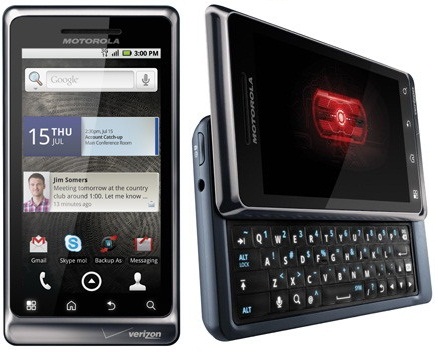 MOTOROLA
3:00 PM
Google
15 THU
JUL
2:30pm, jul 15
Account Catch-up
Main Conference Room
Jim Somers
Meeting tomorrow at the country
club around 1:00. Let me know ...
13 minutes ago
Gmail
Skype mol
Backup As
Messaging
verizon
MOTOROLA
Q W E R T Y U I O P
ALT
LOCK
A S D F G H J K L
Z X C V B N M
ALT
SYM